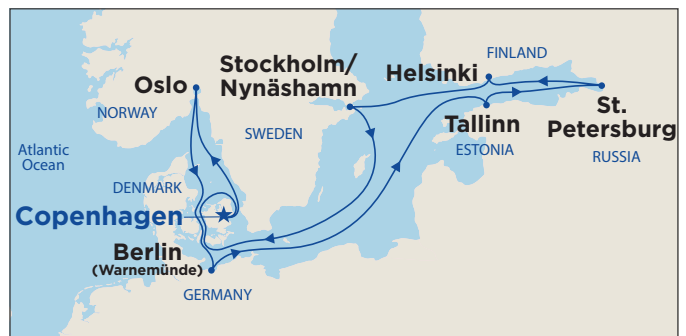 Stockholm/
Nynäshamn
Oslo
Helsinki
FINLAND
NORWAY
SWEDEN
Tallinn
ESTONIA
St.
Petersburg
RUSSIA
Atlantic
Ocean
DENMARK
Copenhagen
Berlin
(Warnemünde)
GERMANY